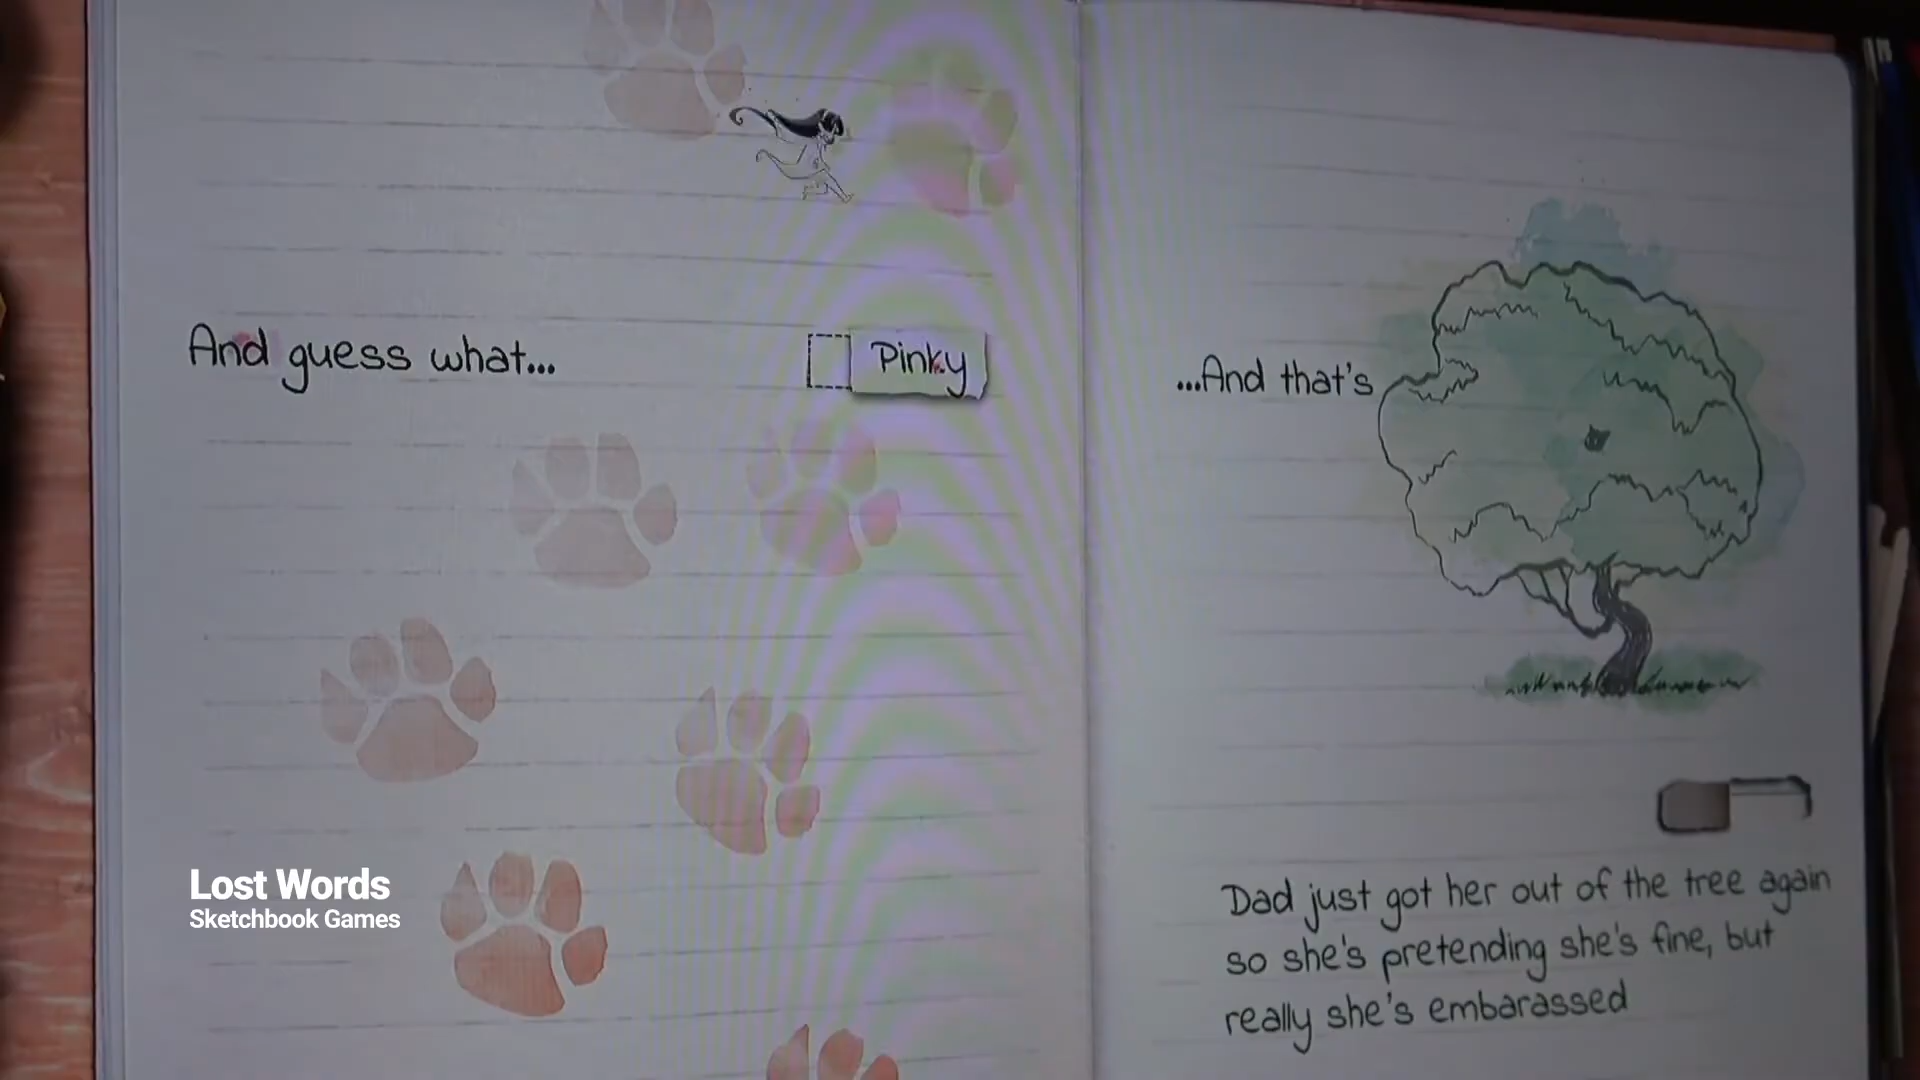 And guess what...
Pinky
...And that's
Dad just got her out of the tree again
so she's pretending she's fine, but
really she's embarassed
Lost Words
Sketchbook Games